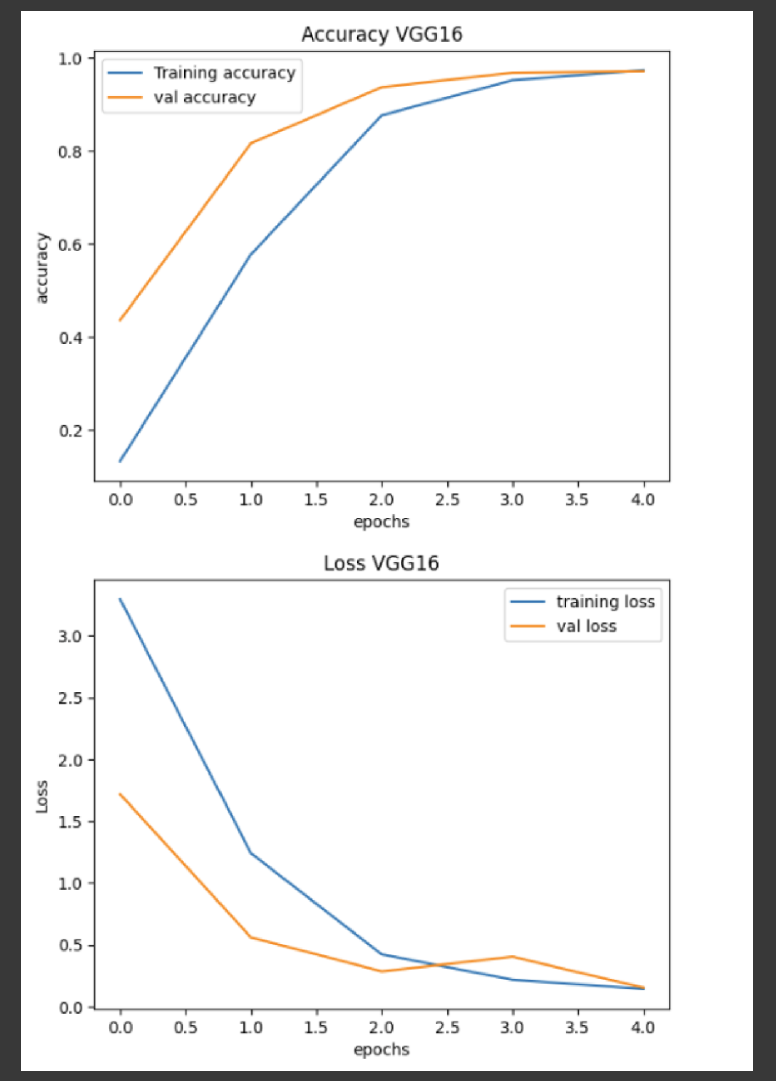 Accuracy VGG16
1.0
Training accuracy
val accuracy
0.8
0.6
0.4
0.2
accuracy
0.0 0.5 1.0 1.5 2.0 2.5 3.0 3.5 4.0
epochs
Loss VGG16
training loss
val loss
3.0
2.5
2.0
1.5
1.0
0.5
0.0
Loss
0.0 0.5 1.0 1.5 2.0 2.5 3.0 3.5 4.0
epochs